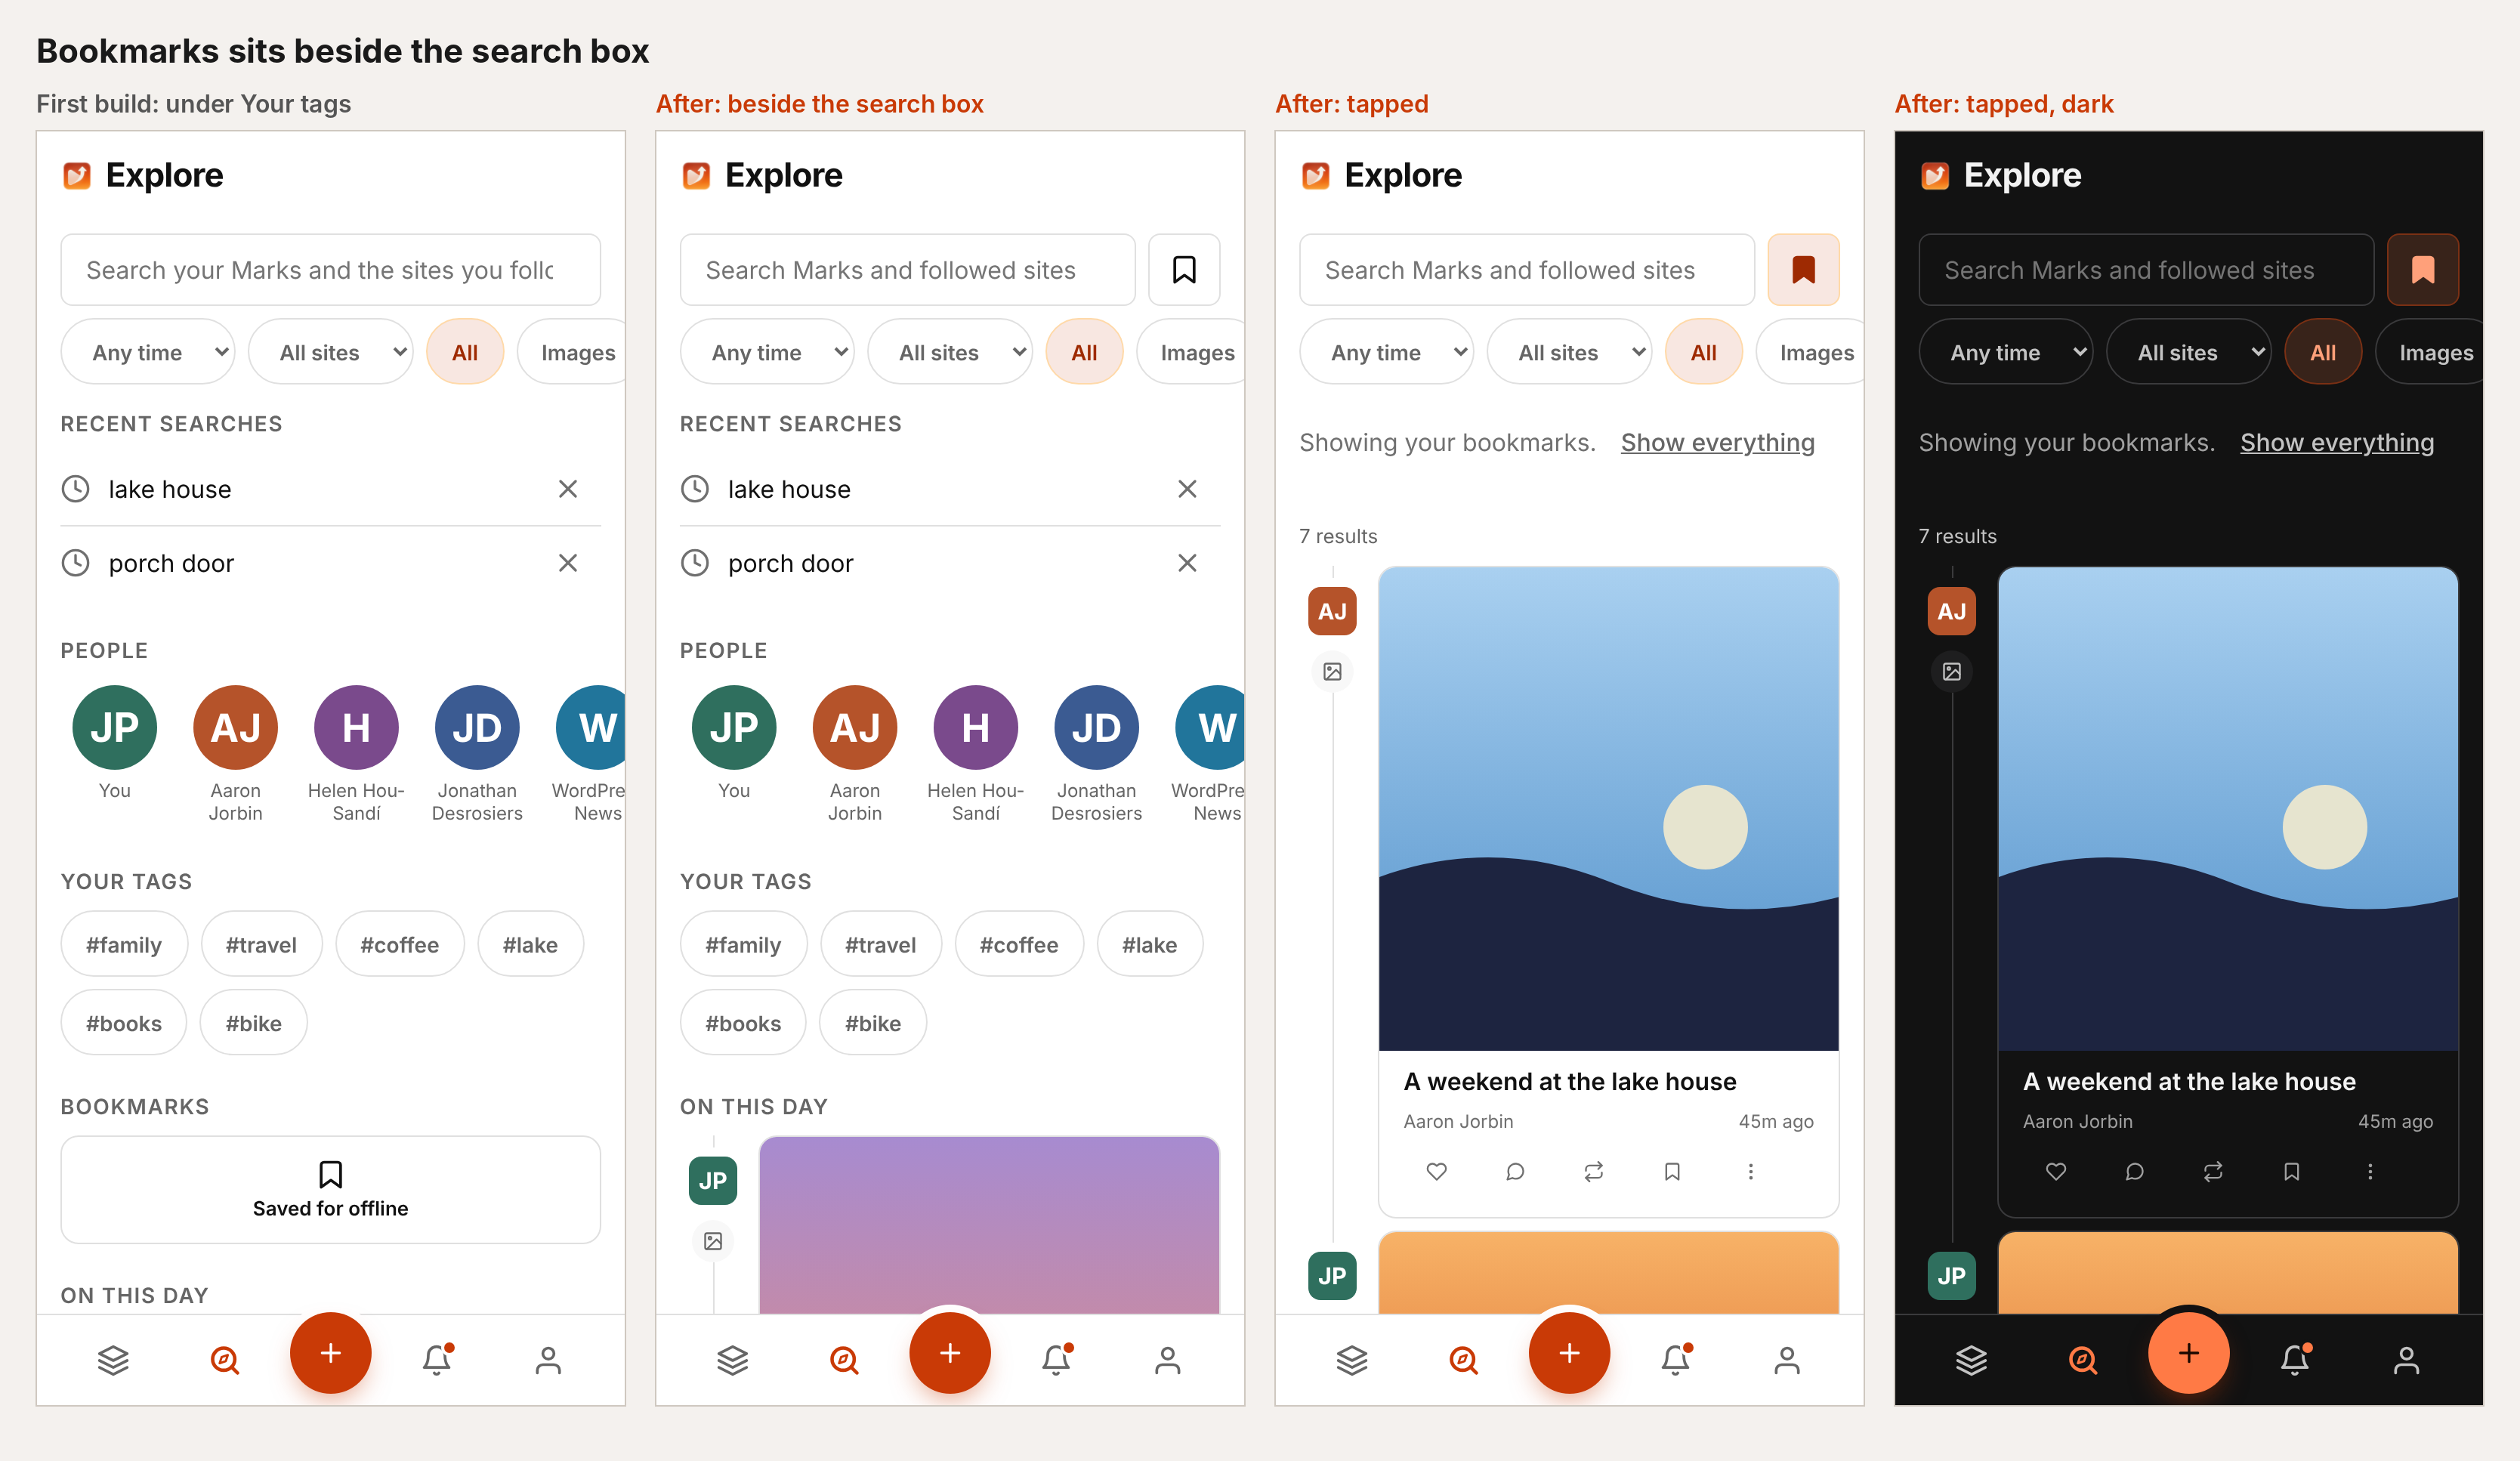 Bookmarks sits beside the search box
First build: under Your tags
Explore
Search your Marks and the sites you follo
Any time
All sites
All
Images
RECENT SEARCHES
lake house
porch door
PEOPLE
JP
AJ
H
JD
W
You
Aaron Jorbin
Helen Hou-Sandí
Jonathan Desrosiers
WordPre News
YOUR TAGS
#family
#travel
#coffee
#lake
#books
#bike
BOOKMARKS
Saved for offline
ON THIS DAY
After: beside the search box
Explore
Search Marks and followed sites
Any time
All sites
All
Images
RECENT SEARCHES
lake house
porch door
PEOPLE
JP
AJ
H
JD
W
You
Aaron Jorbin
Helen Hou-Sandí
Jonathan Desrosiers
WordPre News
YOUR TAGS
#family
#travel
#coffee
#lake
#books
#bike
ON THIS DAY
JP
After: tapped
Explore
Search Marks and followed sites
Any time
All sites
All
Images
Showing your bookmarks. Show everything
7 results
AJ
A weekend at the lake house
Aaron Jorbin
45m ago
JP
After: tapped, dark
Explore
Search Marks and followed sites
Any time
All sites
All
Images
Showing your bookmarks. Show everything
7 results
AJ
A weekend at the lake house
Aaron Jorbin
45m ago
JP